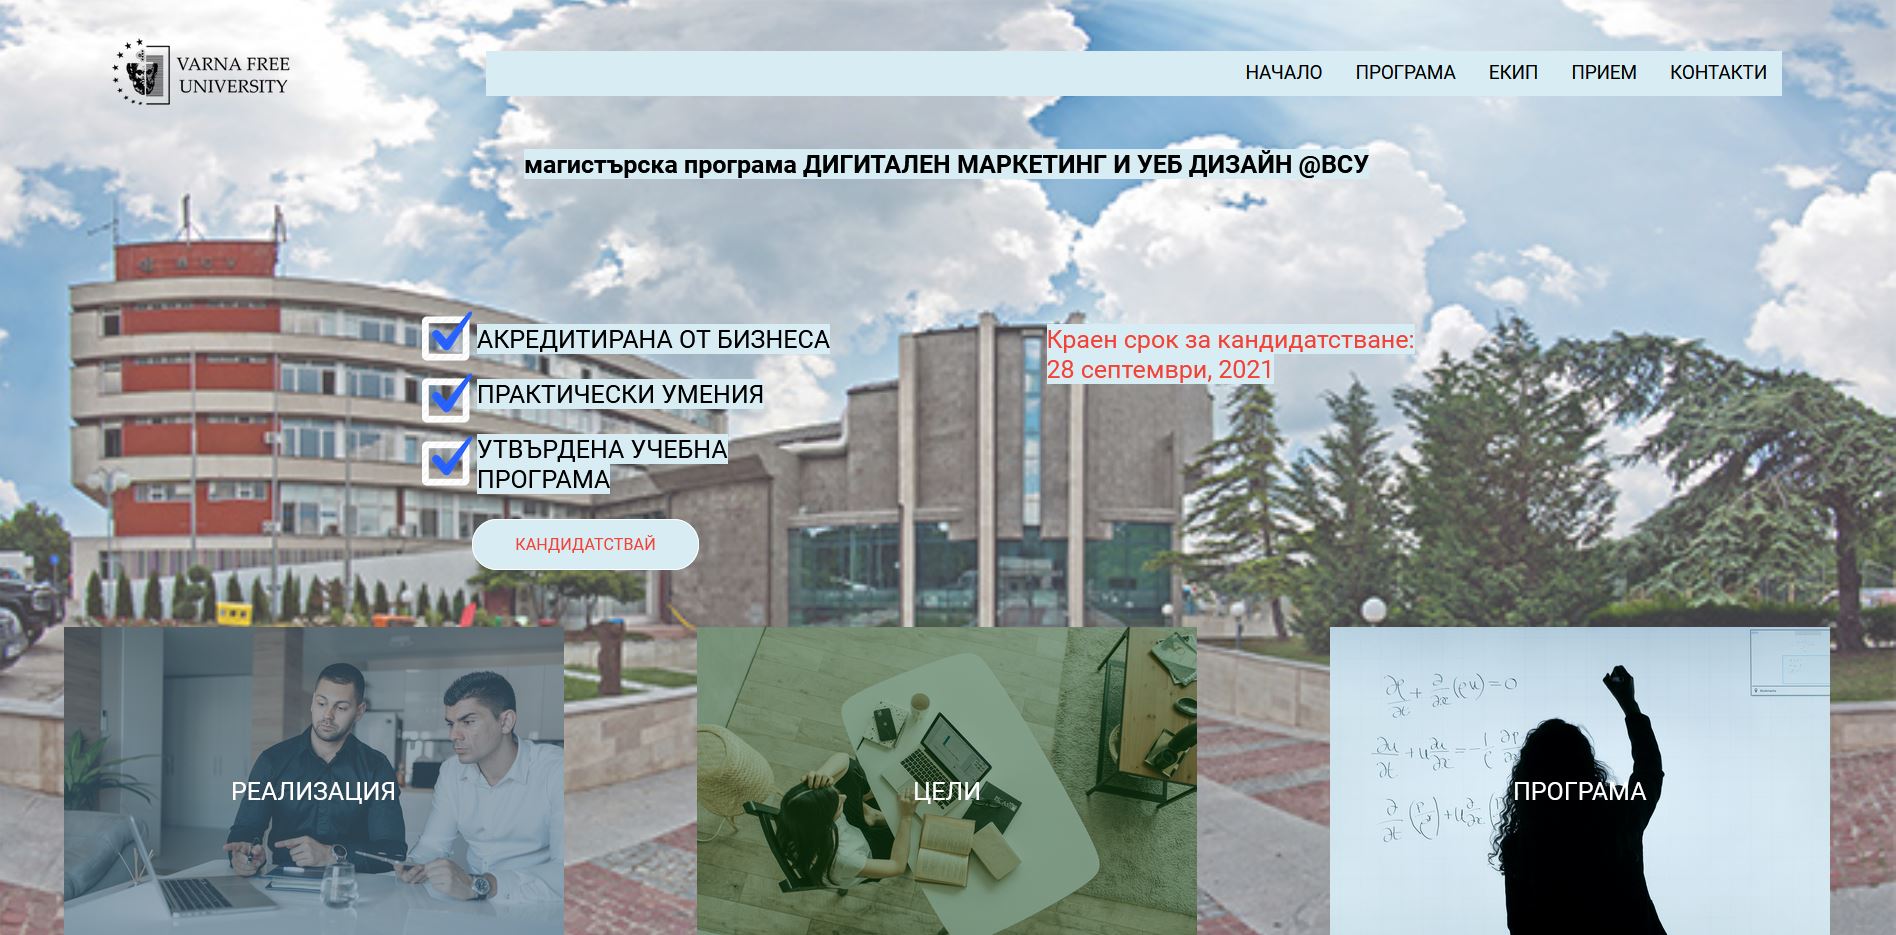 VARNA FREE
UNIVERSITY
НАЧАЛО ПРОГРАМА ЕКИП ПРИЕМ КОНТАКТИ
магистърска програма ДИГИТАЛЕН МАРКЕТИНГ И УЕБ ДИЗАЙН @ВСУ
АКРЕДИТИРАНА ОТ БИЗНЕСА
ПРАКТИЧЕСКИ УМЕНИЯ
УТВЪРДЕНА УЧЕБНА
ПРОГРАМА
Краен срок за кандидатстване:
28 септември, 2021
КАНДИДАТСТВАЙ
РЕАЛИЗАЦИЯ
ЦЕЛИ
ПРОГРАМА